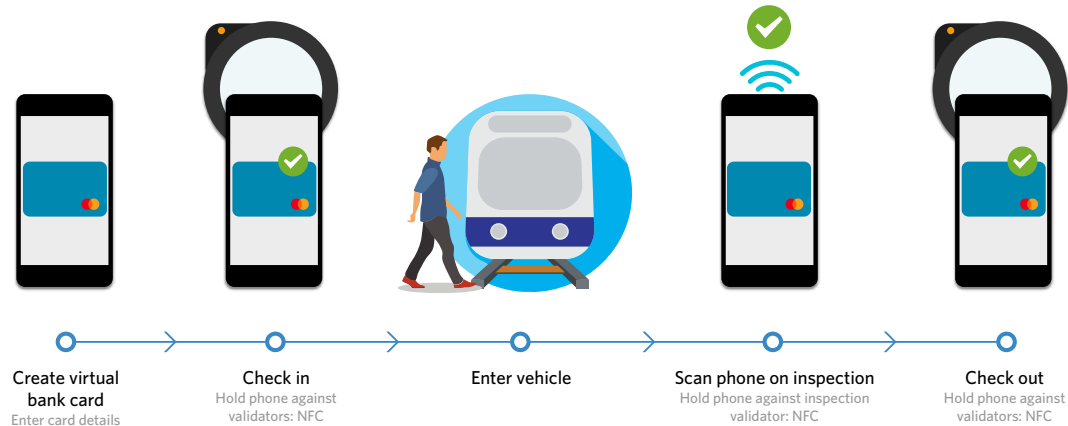 Create virtual
bank card
Enter card details
Check in
Hold phone against
validators: NFC
Enter vehicle
Scan phone on inspection
Hold phone against inspection
validator: NFC
Check out
Hold phone against
validators: NFC